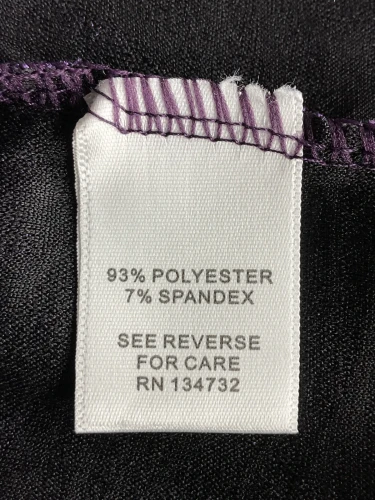 93% POLYESTER
7% SPANDEX
SEE REVERSE
FOR CARE
RN 134732